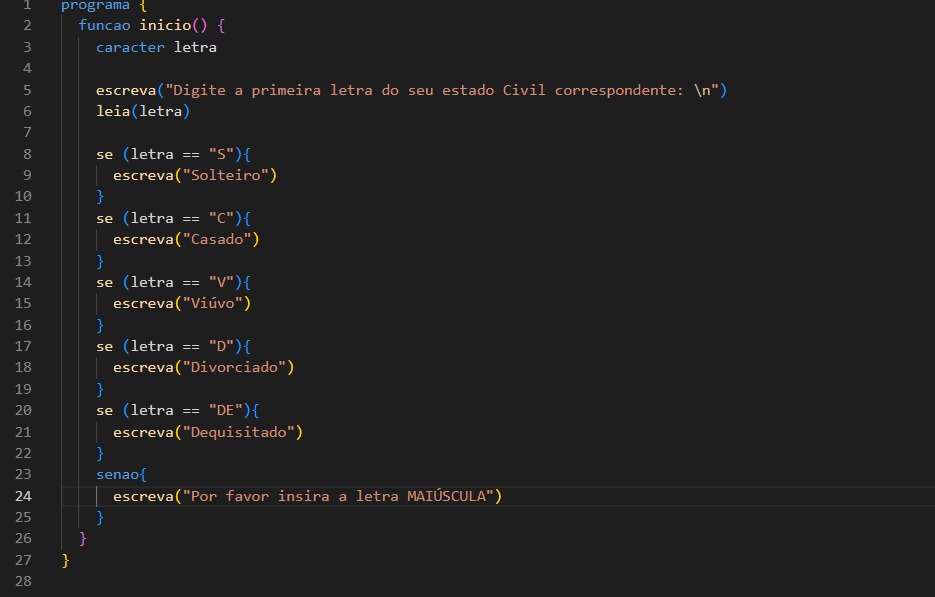 1 programa {
2 funcao inicio() {
3 caracter letra
4
5 escreva("Digite a primeira letra do seu estado Civil correspondente: \n")
6 leia(letra)
7
8 se (letra == "S"){
9 escreva("Solteiro")
10 }
11 se (letra == "C"){
12 escreva("Casado")
13 }
14 se (letra == "V"){
15 escreva("Viúvo")
16 }
17 se (letra == "D"){
18 escreva("Divorciado")
19 }
20 se (letra == "DE"){
21 escreva("Dequisitado")
22 }
23 senao{
24 escreva("Por favor insira a letra MAIÚSCULA")
25 }
26 }
27 }
28